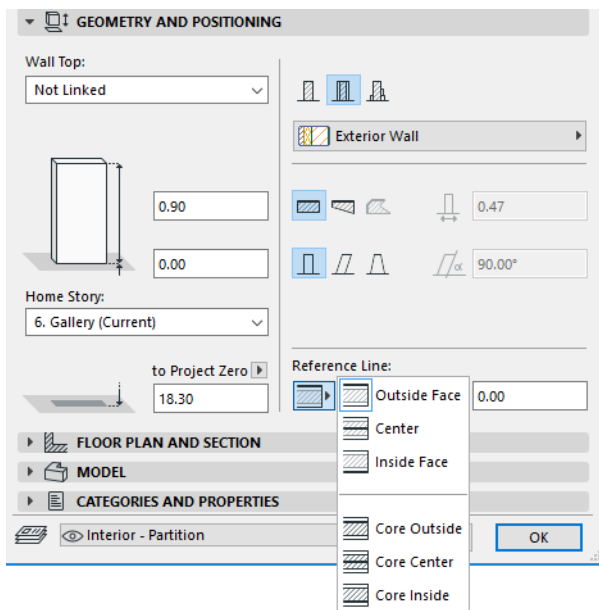 GEOMETRY AND POSITIONING
Wall Top:
Not Linked
Exterior Wall
0.90
0.47
0.00
α
90.00°
Home Story:
6. Gallery (Current)
to Project Zero
18.30
Reference Line:
Outside Face
0.00
Center
Inside Face
Core Outside
Core Center
Core Inside
FLOOR PLAN AND SECTION
MODEL
CATEGORIES AND PROPERTIES
Interior - Partition
OK